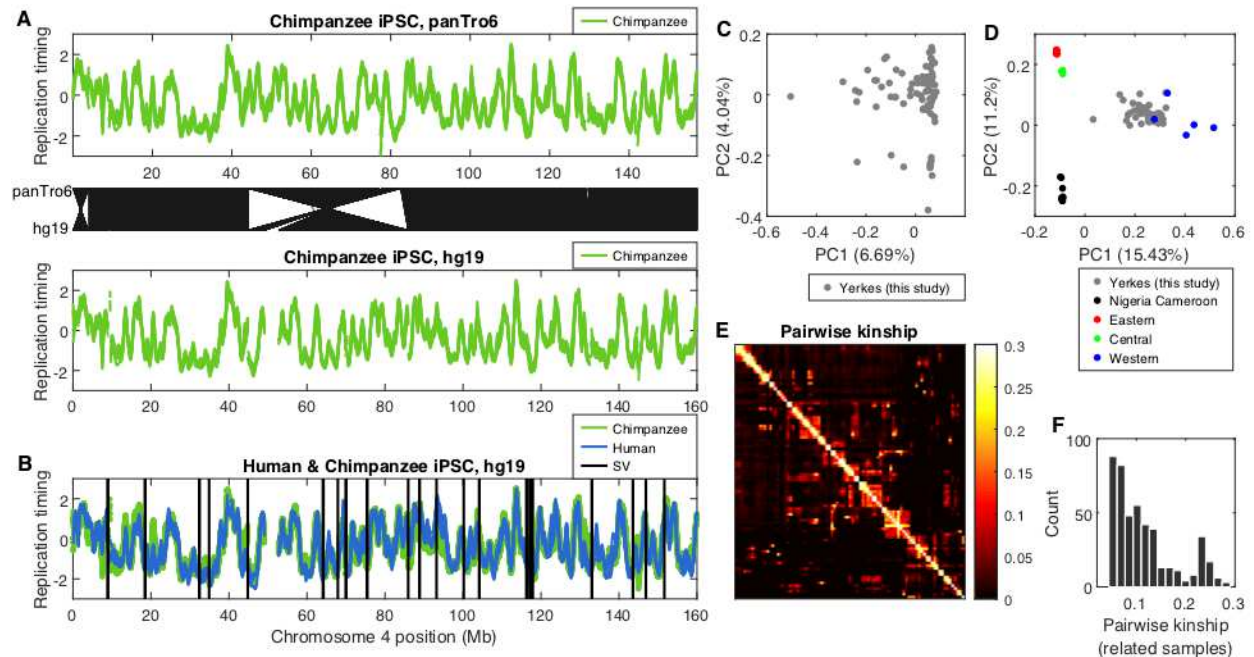 A
Chimpanzee iPSC, panTro6
Chimpanzee
Replication timing
2
0
-2
20 40 60 80 100 120 140
panTro6
hg19
Chimpanzee iPSC, hg19
Chimpanzee
Replication timing
2
0
-2
0 20 40 60 80 100 120 140 160
B
Human & Chimpanzee iPSC, hg19
Chimpanzee
Human
SV
Replication timing
2
0
-2
0 20 40 60 80 100 120 140 160
Chromosome 4 position (Mb)
C
PC2 (4.04%)
0.2
0
-0.2
-0.4
-0.6 -0.4 -0.2 0
PC1 (6.69%)
Yerkes (this study)
D
PC2 (11.2%)
0.2
0
-0.2
-0.2 0 0.2 0.4 0.6
PC1 (15.43%)
Yerkes (this study)
Nigeria Cameroon
Eastern
Central
Western
E
Pairwise kinship
0.3
0.25
0.2
0.15
0.1
0.05
0
F
Count
100
50
0
0.1 0.2 0.3
Pairwise kinship
(related samples)